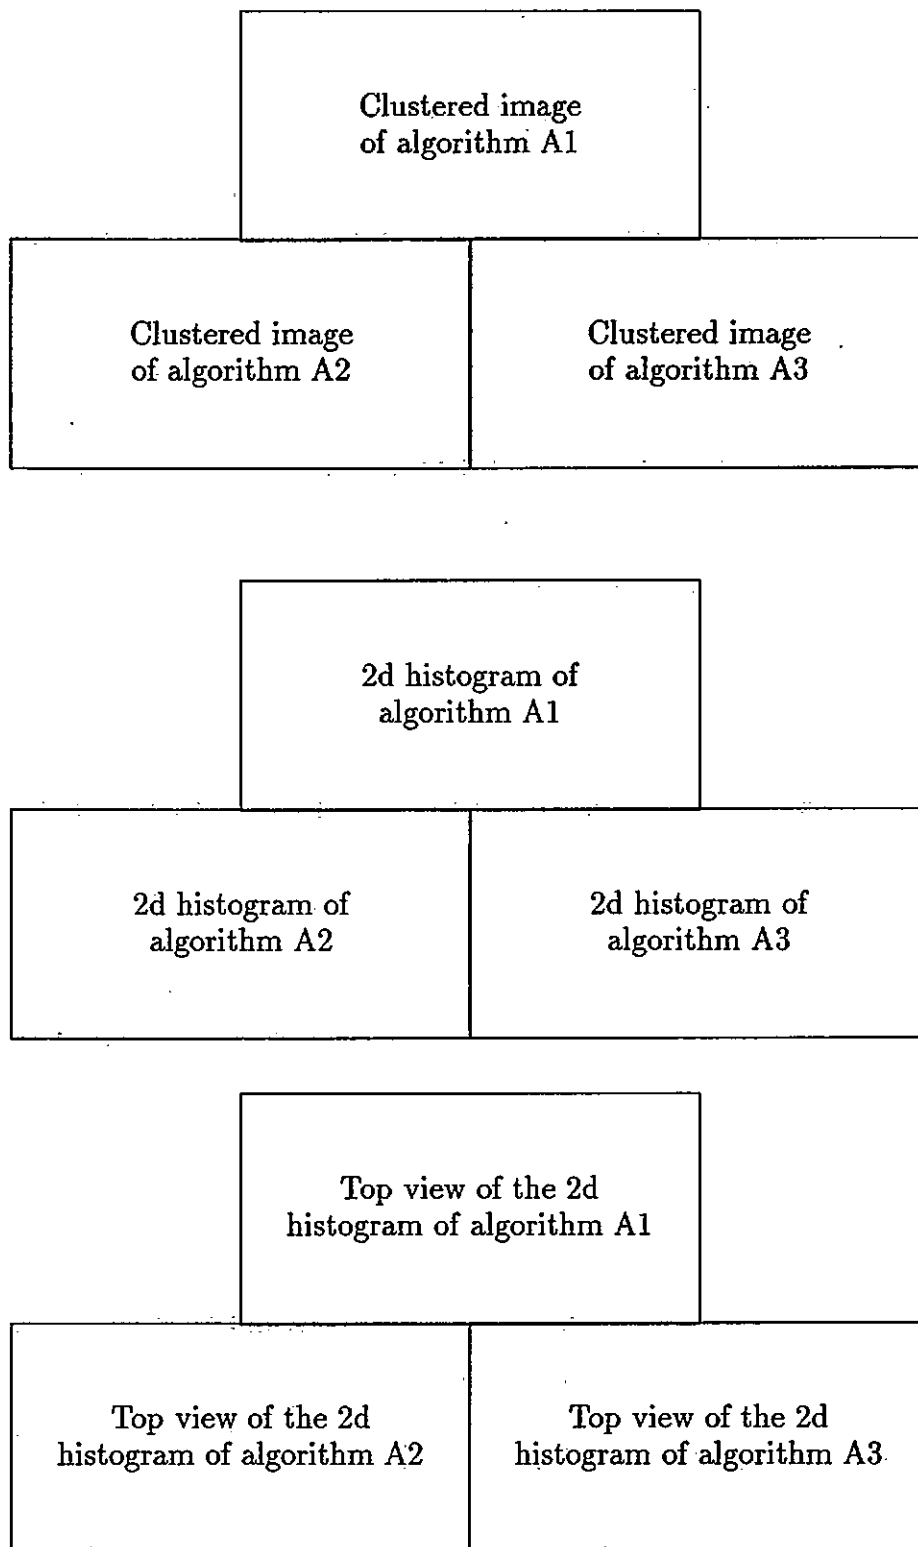 Clustered image
of algorithm A1
Clustered image
of algorithm A2
Clustered image
of algorithm A3
2d histogram of
algorithm A1
2d histogram of
algorithm A2
2d histogram of
algorithm A3
Top view of the 2d
histogram of algorithm A1
Top view of the 2d
histogram of algorithm A2
Top view of the 2d
histogram of algorithm A3